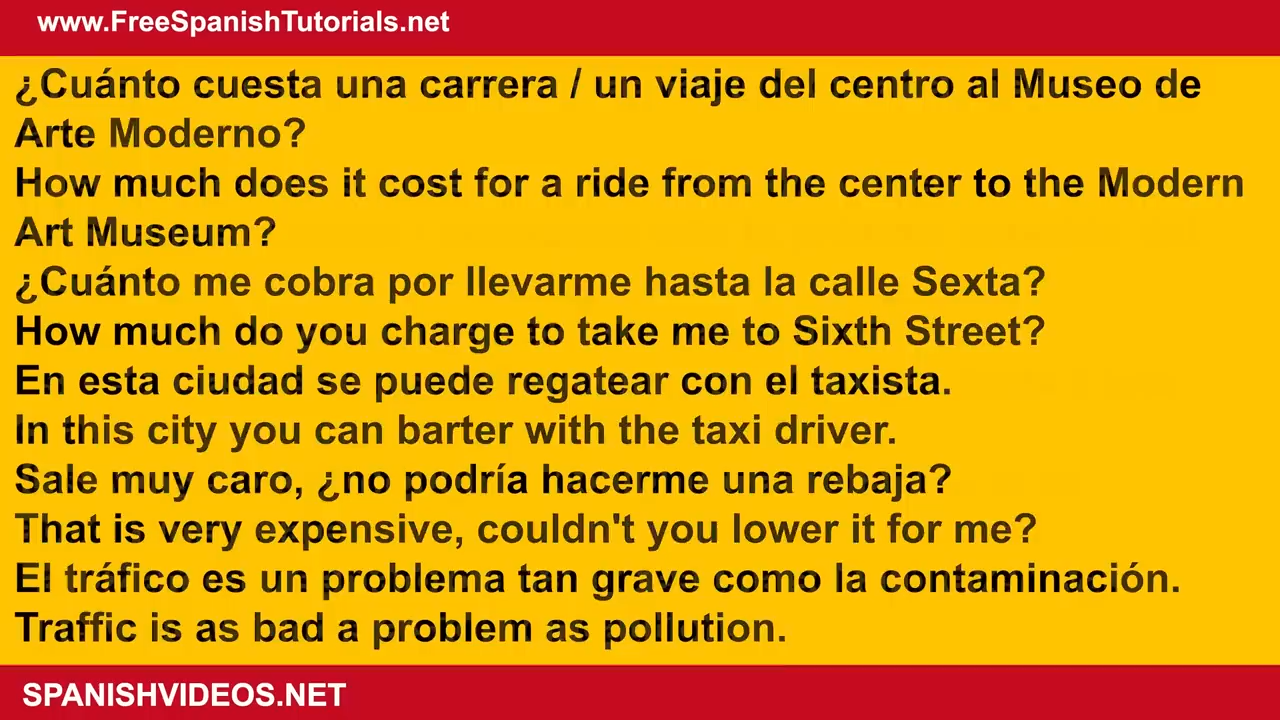 www.FreeSpanishTutorials.net
¿Cuánto cuesta una carrera / un viaje del centro al Museo de
Arte Moderno?
How much does it cost for a ride from the center to the Modern
Art Museum?
¿Cuánto me cobra por llevarme hasta la calle Sexta?
How much do you charge to take me to Sixth Street?
En esta ciudad se puede regatear con el taxista.
In this city you can barter with the taxi driver.
Sale muy caro, ¿no podría hacerme una rebaja?
That is very expensive, couldn't you lower it for me?
El tráfico es un problema tan grave como la contaminación.
Traffic is as bad a problem as pollution.
SPANISHVIDEOS.NET